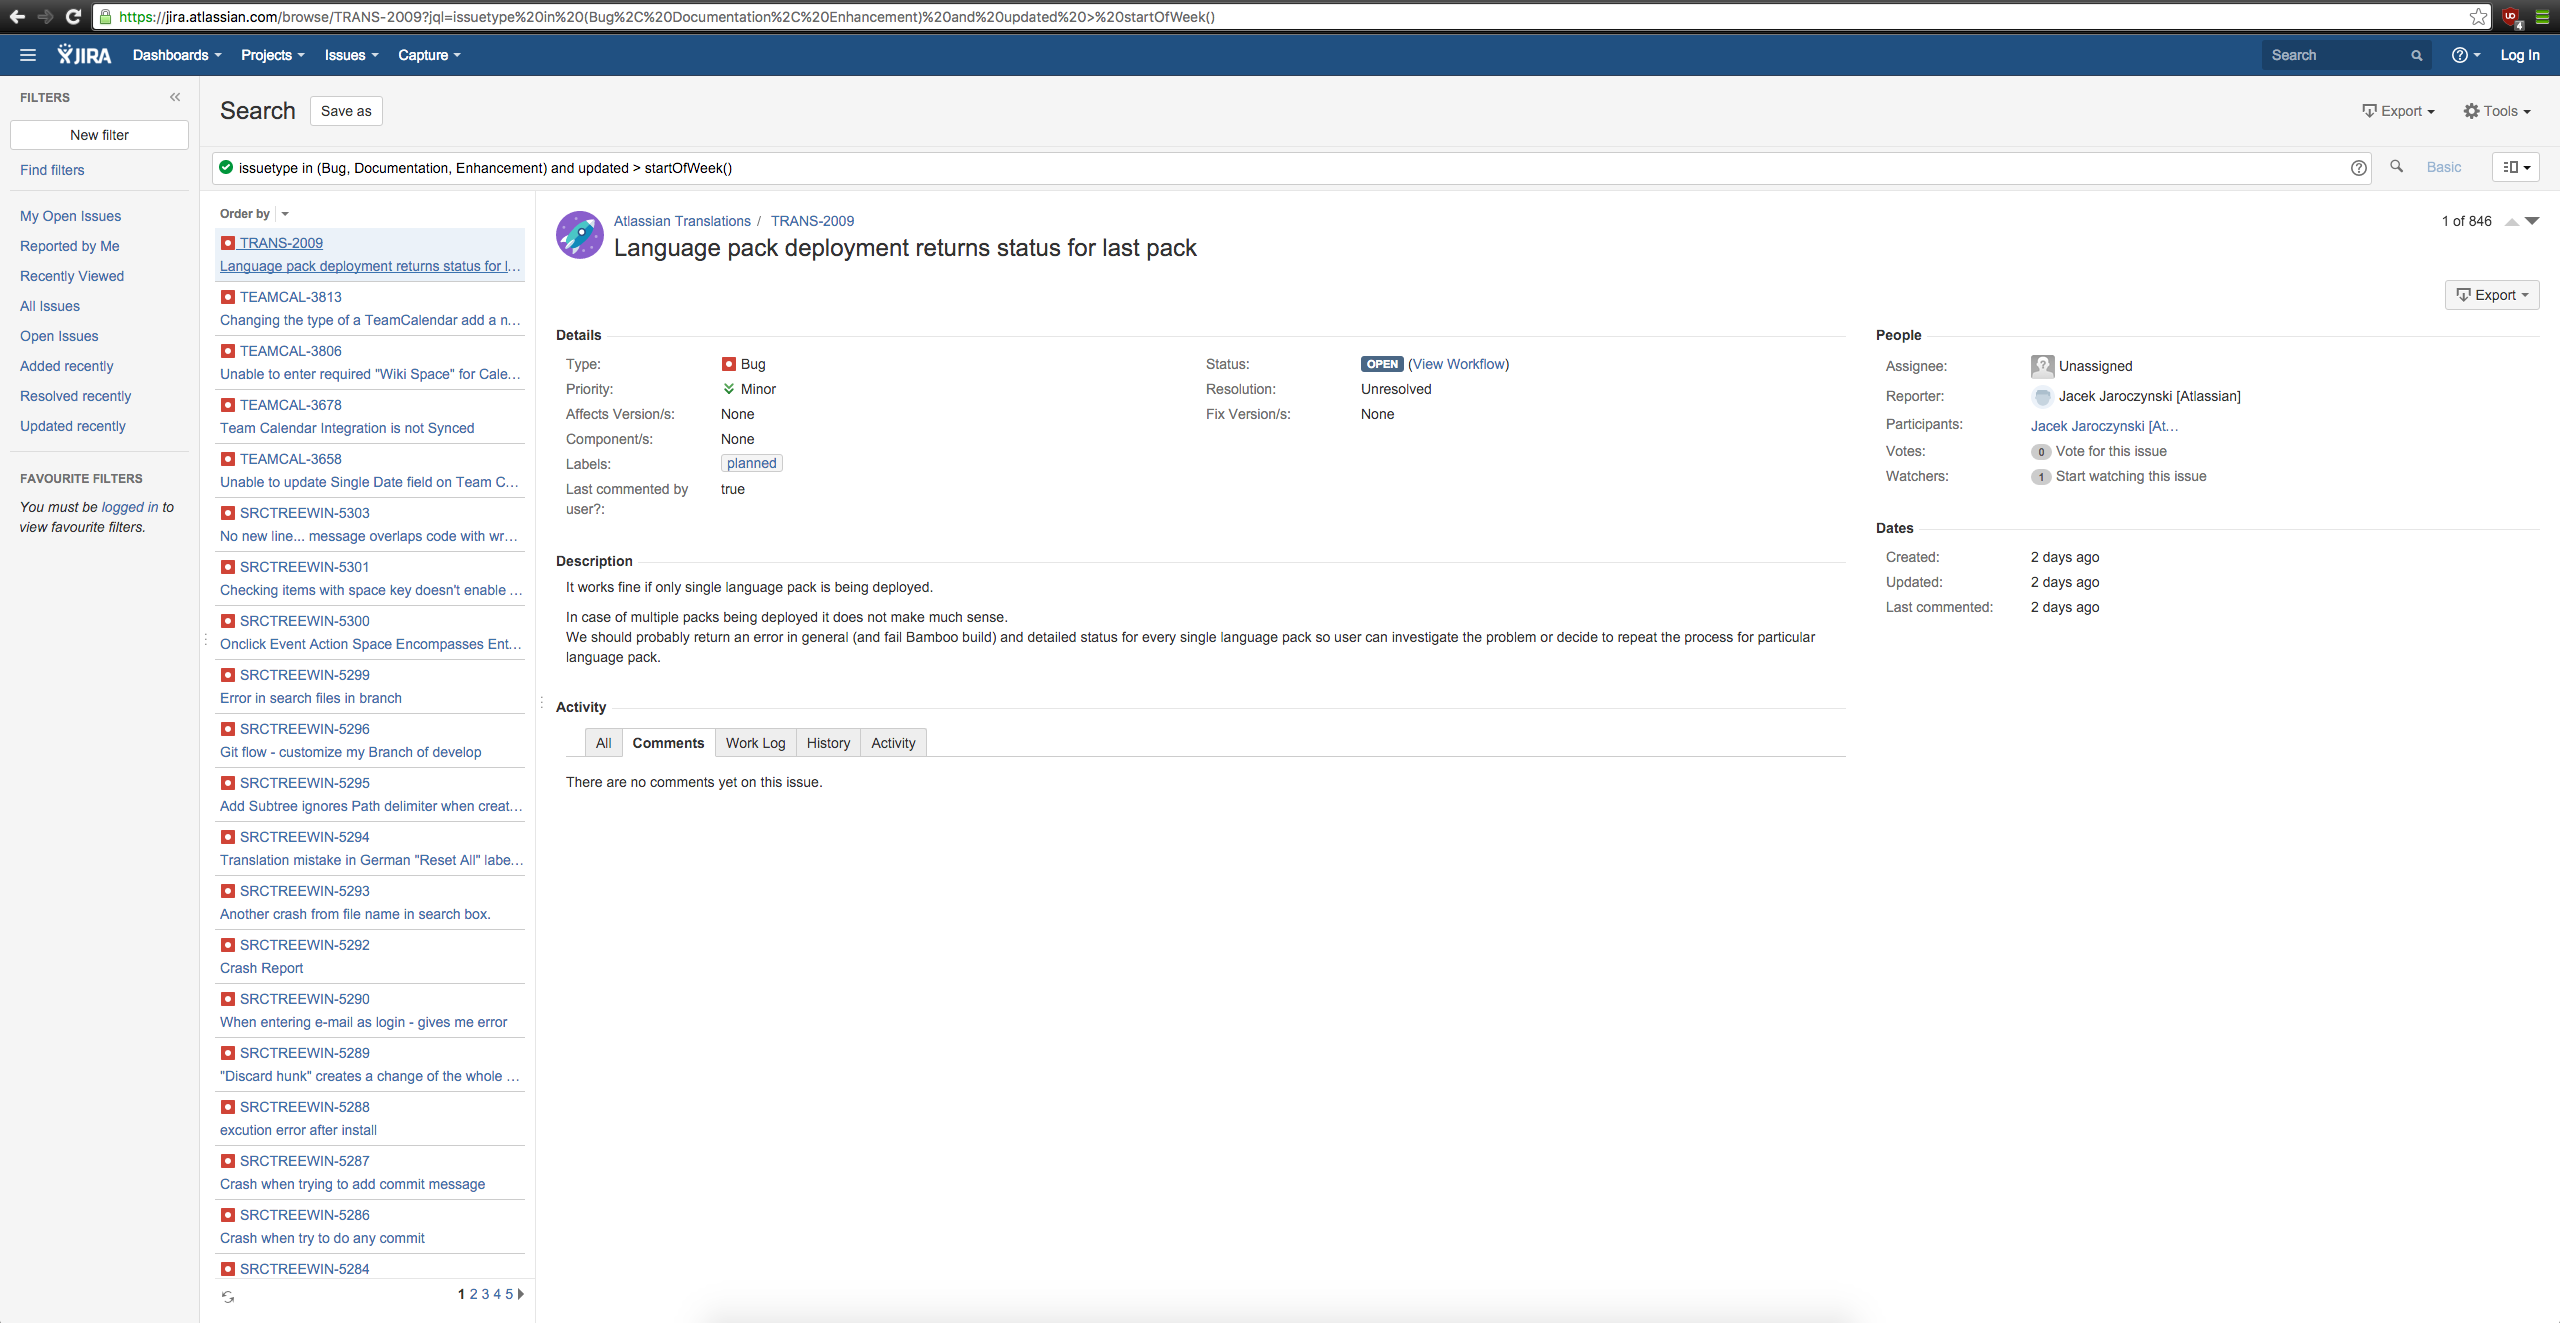 https://jira.atlassian.com/browse/TRANS-2009?jql=issuetype%20in%20(Bug%2C%20Documentation%2C%20Enhancement)%20and%20updated%20>%20startOfWeek()
4
JIRA Dashboards Projects Issues Capture Search Log In
FILTERS
New filter
Find filters
My Open Issues
Reported by Me
Recently Viewed
All Issues
Open Issues
Added recently
Resolved recently
Updated recently
FAVOURITE FILTERS
You must be logged in to
view favourite filters.
Search Save as Export Tools
issuetype in (Bug, Documentation, Enhancement) and updated > startOfWeek() Basic
Order by
TRANS-2009
Language pack deployment returns status for l...
TEAMCAL-3813
Changing the type of a TeamCalendar add a n...
TEAMCAL-3806
Unable to enter required "Wiki Space" for Cale...
TEAMCAL-3678
Team Calendar Integration is not Synced
TEAMCAL-3658
Unable to update Single Date field on Team C...
SRCTREEWIN-5303
No new line... message overlaps code with wr...
SRCTREEWIN-5301
Checking items with space key doesn't enable ...
SRCTREEWIN-5300
Onclick Event Action Space Encompasses Ent...
SRCTREEWIN-5299
Error in search files in branch
SRCTREEWIN-5296
Git flow - customize my Branch of develop
SRCTREEWIN-5295
Add Subtree ignores Path delimiter when creat...
SRCTREEWIN-5294
Translation mistake in German "Reset All" labe...
SRCTREEWIN-5293
Another crash from file name in search box.
SRCTREEWIN-5292
Crash Report
SRCTREEWIN-5290
When entering e-mail as login - gives me error
SRCTREEWIN-5289
"Discard hunk" creates a change of the whole ...
SRCTREEWIN-5288
excution error after install
SRCTREEWIN-5287
Crash when trying to add commit message
SRCTREEWIN-5286
Crash when try to do any commit
SRCTREEWIN-5284
1 2 3 4 5
Atlassian Translations / TRANS-2009
Language pack deployment returns status for last pack
1 of 846
Export
Details
Type: Bug
Priority: Minor
Affects Version/s: None
Component/s: None
Labels: planned
Last commented by user?: true
Status: OPEN (View Workflow)
Resolution: Unresolved
Fix Version/s: None
Description
It works fine if only single language pack is being deployed.
In case of multiple packs being deployed it does not make much sense.
We should probably return an error in general (and fail Bamboo build) and detailed status for every single language pack so user can investigate the problem or decide to repeat the process for particular
language pack.
Activity
All Comments Work Log History Activity
There are no comments yet on this issue.
People
Assignee: Unassigned
Reporter: Jacek Jaroczynski [Atlassian]
Participants: Jacek Jaroczynski [At...
Votes: 0 Vote for this issue
Watchers: 1 Start watching this issue
Dates
Created: 2 days ago
Updated: 2 days ago
Last commented: 2 days ago